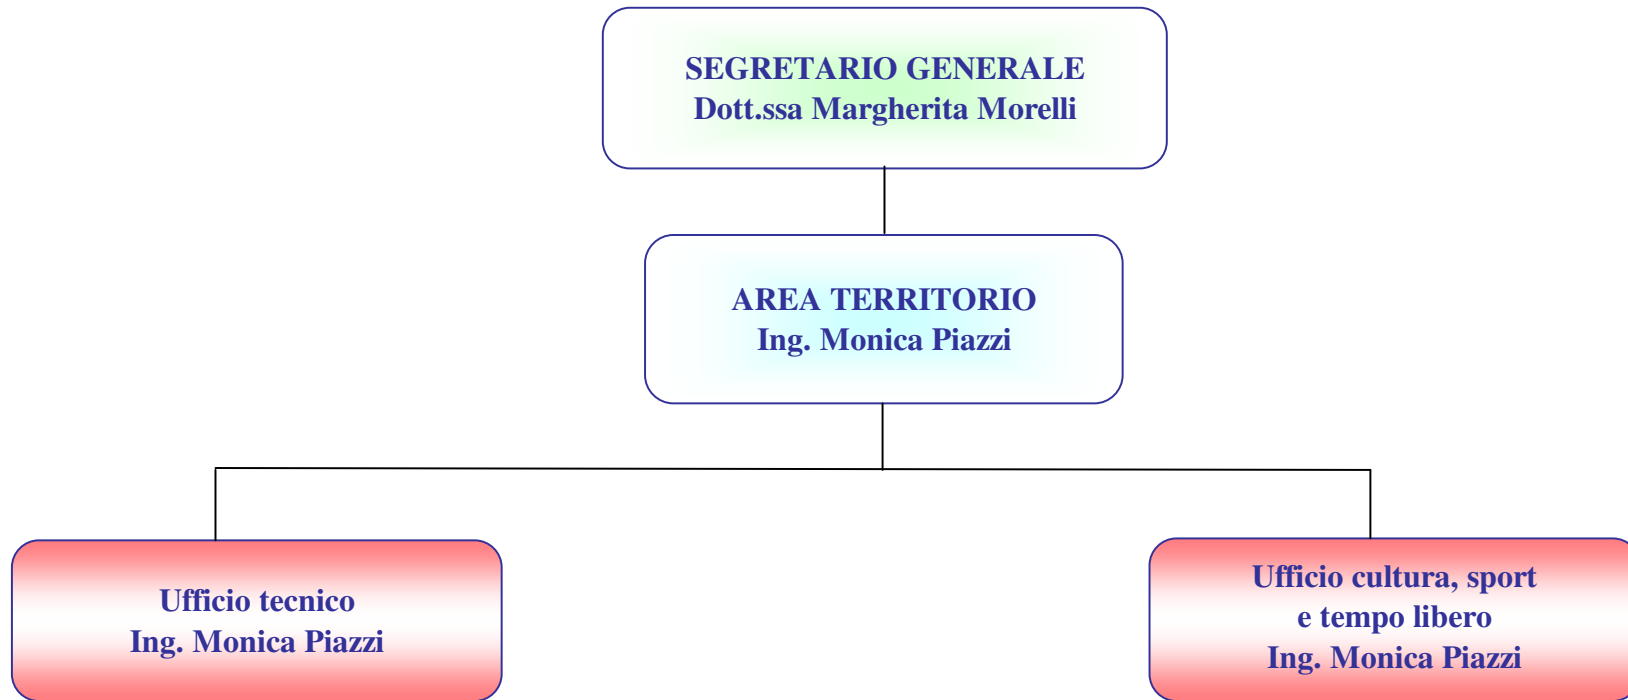 SEGRETARIO GENERALE
Dott.ssa Margherita Morelli
AREA TERRITORIO
Ing. Monica Piazzi
Ufficio tecnico
Ing. Monica Piazzi
Ufficio cultura, sport
e tempo libero
Ing. Monica Piazzi